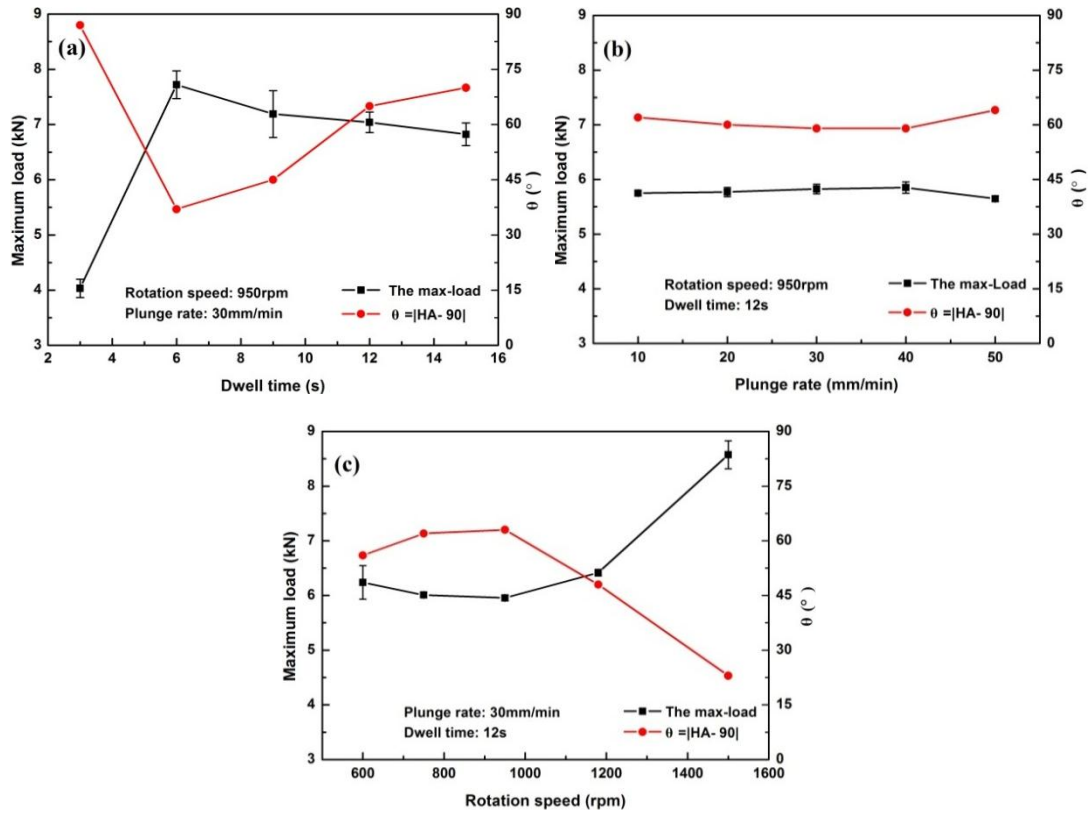 (a)
Maximum load (kN)
9
8
7
6
5
4
3
90
75
60
45
30
15
0
θ (°)
Rotation speed: 950rpm
Plunge rate: 30mm/min
The max-load
θ =|HA- 90|
2 4 6 8 10 12 14 16
Dwell time (s)
(b)
Maximum load (kN)
9
8
7
6
5
4
3
90
75
60
45
30
15
0
θ (°)
Rotation speed: 950rpm
Dwell time: 12s
The max-Load
θ =|HA- 90|
10 20 30 40 50
Plunge rate (mm/min)
(c)
Maximum load (kN)
9
8
7
6
5
4
3
90
75
60
45
30
15
0
θ (°)
Plunge rate: 30mm/min
Dwell time: 12s
The max-load
θ =|HA- 90|
600 800 1000 1200 1400 1600
Rotation speed (rpm)